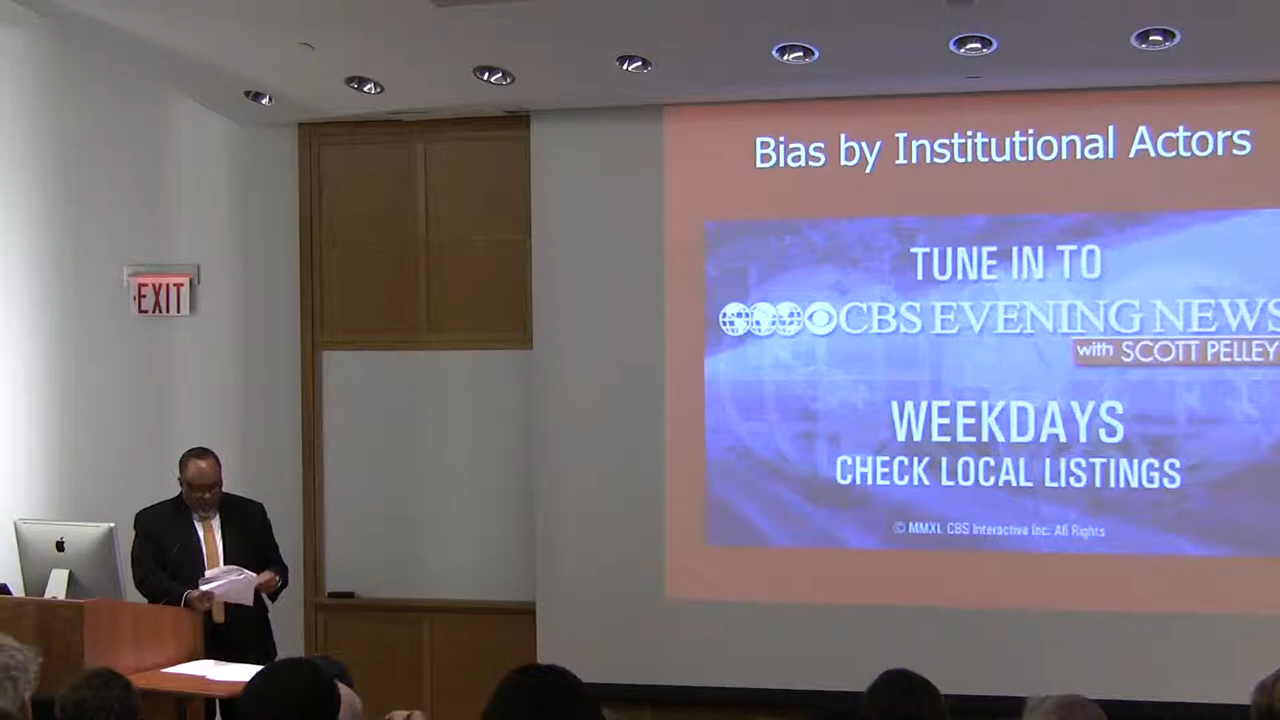 EXIT
Bias by Institutional Actors
TUNE IN TO
CBS EVENING NEWS
with SCOTT PELLEY
WEEKDAYS
CHECK LOCAL LISTINGS
© MMXI, CBS Interactive Inc. All Rights